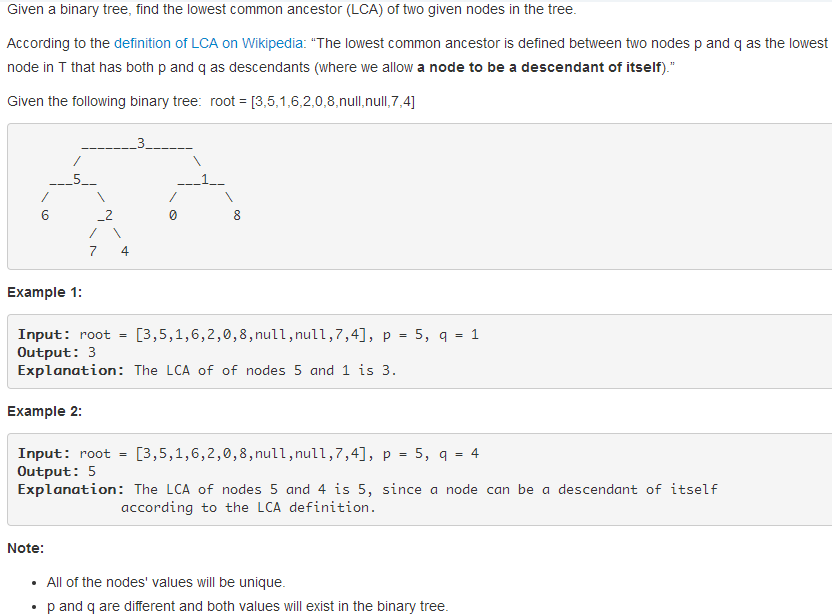 Given a binary tree, find the lowest common ancestor (LCA) of two given nodes in the tree.
According to the definition of LCA on Wikipedia: “The lowest common ancestor is defined between two nodes p and q as the lowest
node in T that has both p and q as descendants (where we allow a node to be a descendant of itself).”
Given the following binary tree:  root = [3,5,1,6,2,0,8,null,null,7,4]
        _______3______
       /              \
    ___5__          ___1__
   /      \        /      \
   6      _2       0       8
         /  \
         7   4
Example 1:
Input: root = [3,5,1,6,2,0,8,null,null,7,4], p = 5, q = 1
Output: 3
Explanation: The LCA of of nodes 5 and 1 is 3.
Example 2:
Input: root = [3,5,1,6,2,0,8,null,null,7,4], p = 5, q = 4
Output: 5
Explanation: The LCA of nodes 5 and 4 is 5, since a node can be a descendant of itself
             according to the LCA definition.
Note:
• All of the nodes' values will be unique.
• p and q are different and both values will exist in the binary tree.